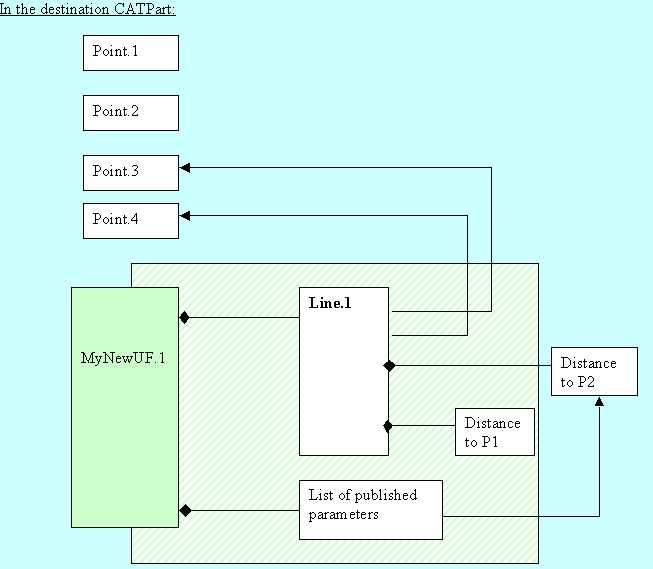 In the destination CATPart:
Point.1
Point.2
Point.3
Point.4
Line.1
MyNewUF.1
Distance
to P2
Distance
to P1
List of published
parameters